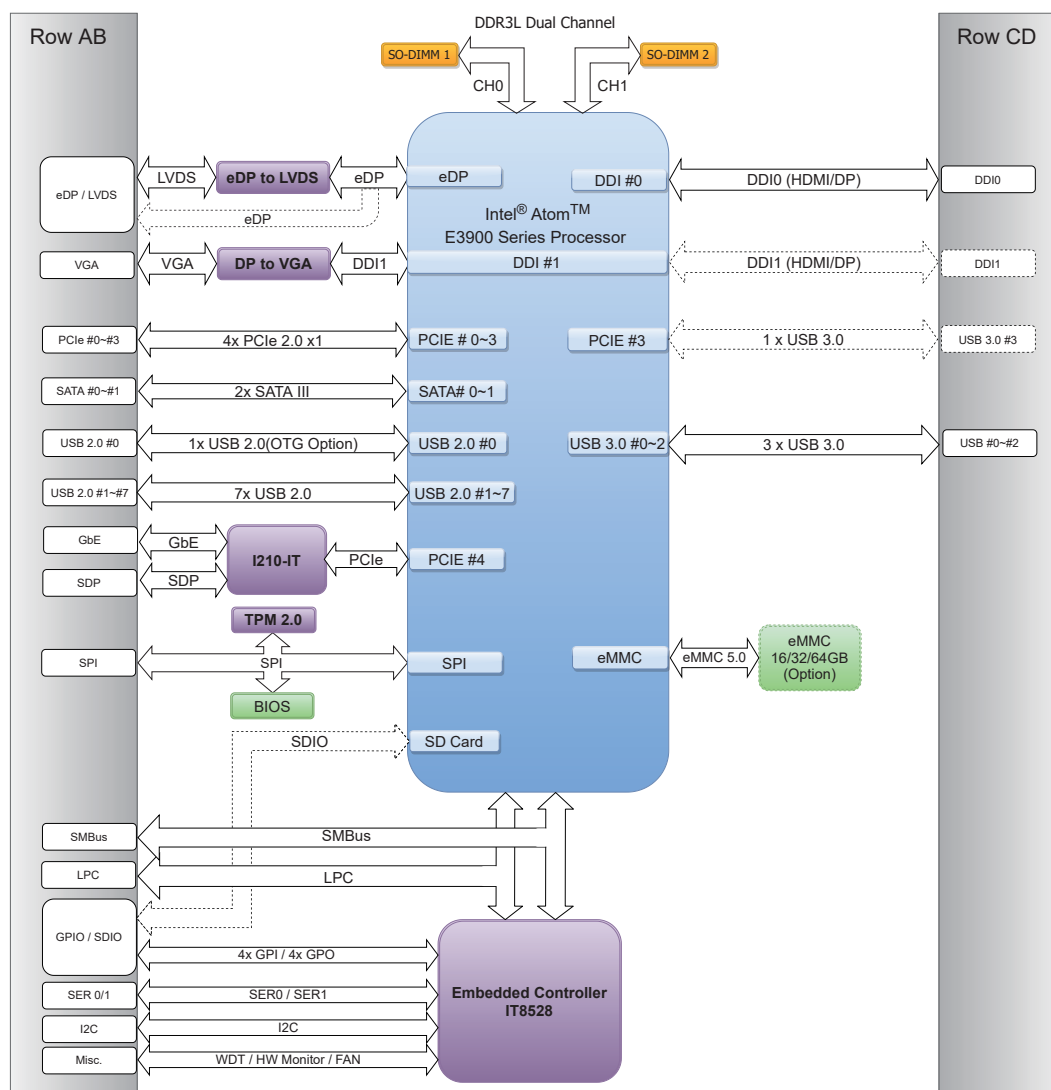 DDR3L Dual Channel
Row AB
Row CD
SO-DIMM 1
SO-DIMM 2
CH0
CH1
eDP / LVDS
LVDS
eDP to LVDS
eDP
eDP
DDI #0
DDI0 (HDMI/DP)
DDI0
eDP
Intel® Atom™
E3900 Series Processor
VGA
VGA
DP to VGA
DDI1
DDI #1
DDI1 (HDMI/DP)
DDI1
PCIe #0~#3
4x PCIe 2.0 x1
PCIE # 0~3
PCIE #3
1 x USB 3.0
USB 3.0 #3
SATA #0~#1
2x SATA III
SATA# 0~1
USB 2.0 #0
1x USB 2.0(OTG Option)
USB 2.0 #0
USB 3.0 #0~2
3 x USB 3.0
USB #0~#2
USB 2.0 #1~#7
7x USB 2.0
USB 2.0 #1~7
GbE
GbE
I210-IT
PCIe
PCIE #4
SDP
SDP
TPM 2.0
SPI
SPI
SPI
eMMC
eMMC 5.0
eMMC
16/32/64GB
(Option)
BIOS
SDIO
SD Card
SMBus
SMBus
LPC
LPC
GPIO / SDIO
4x GPI / 4x GPO
Embedded Controller
IT8528
SER 0/1
SER0 / SER1
I2C
I2C
Misc.
WDT / HW Monitor / FAN